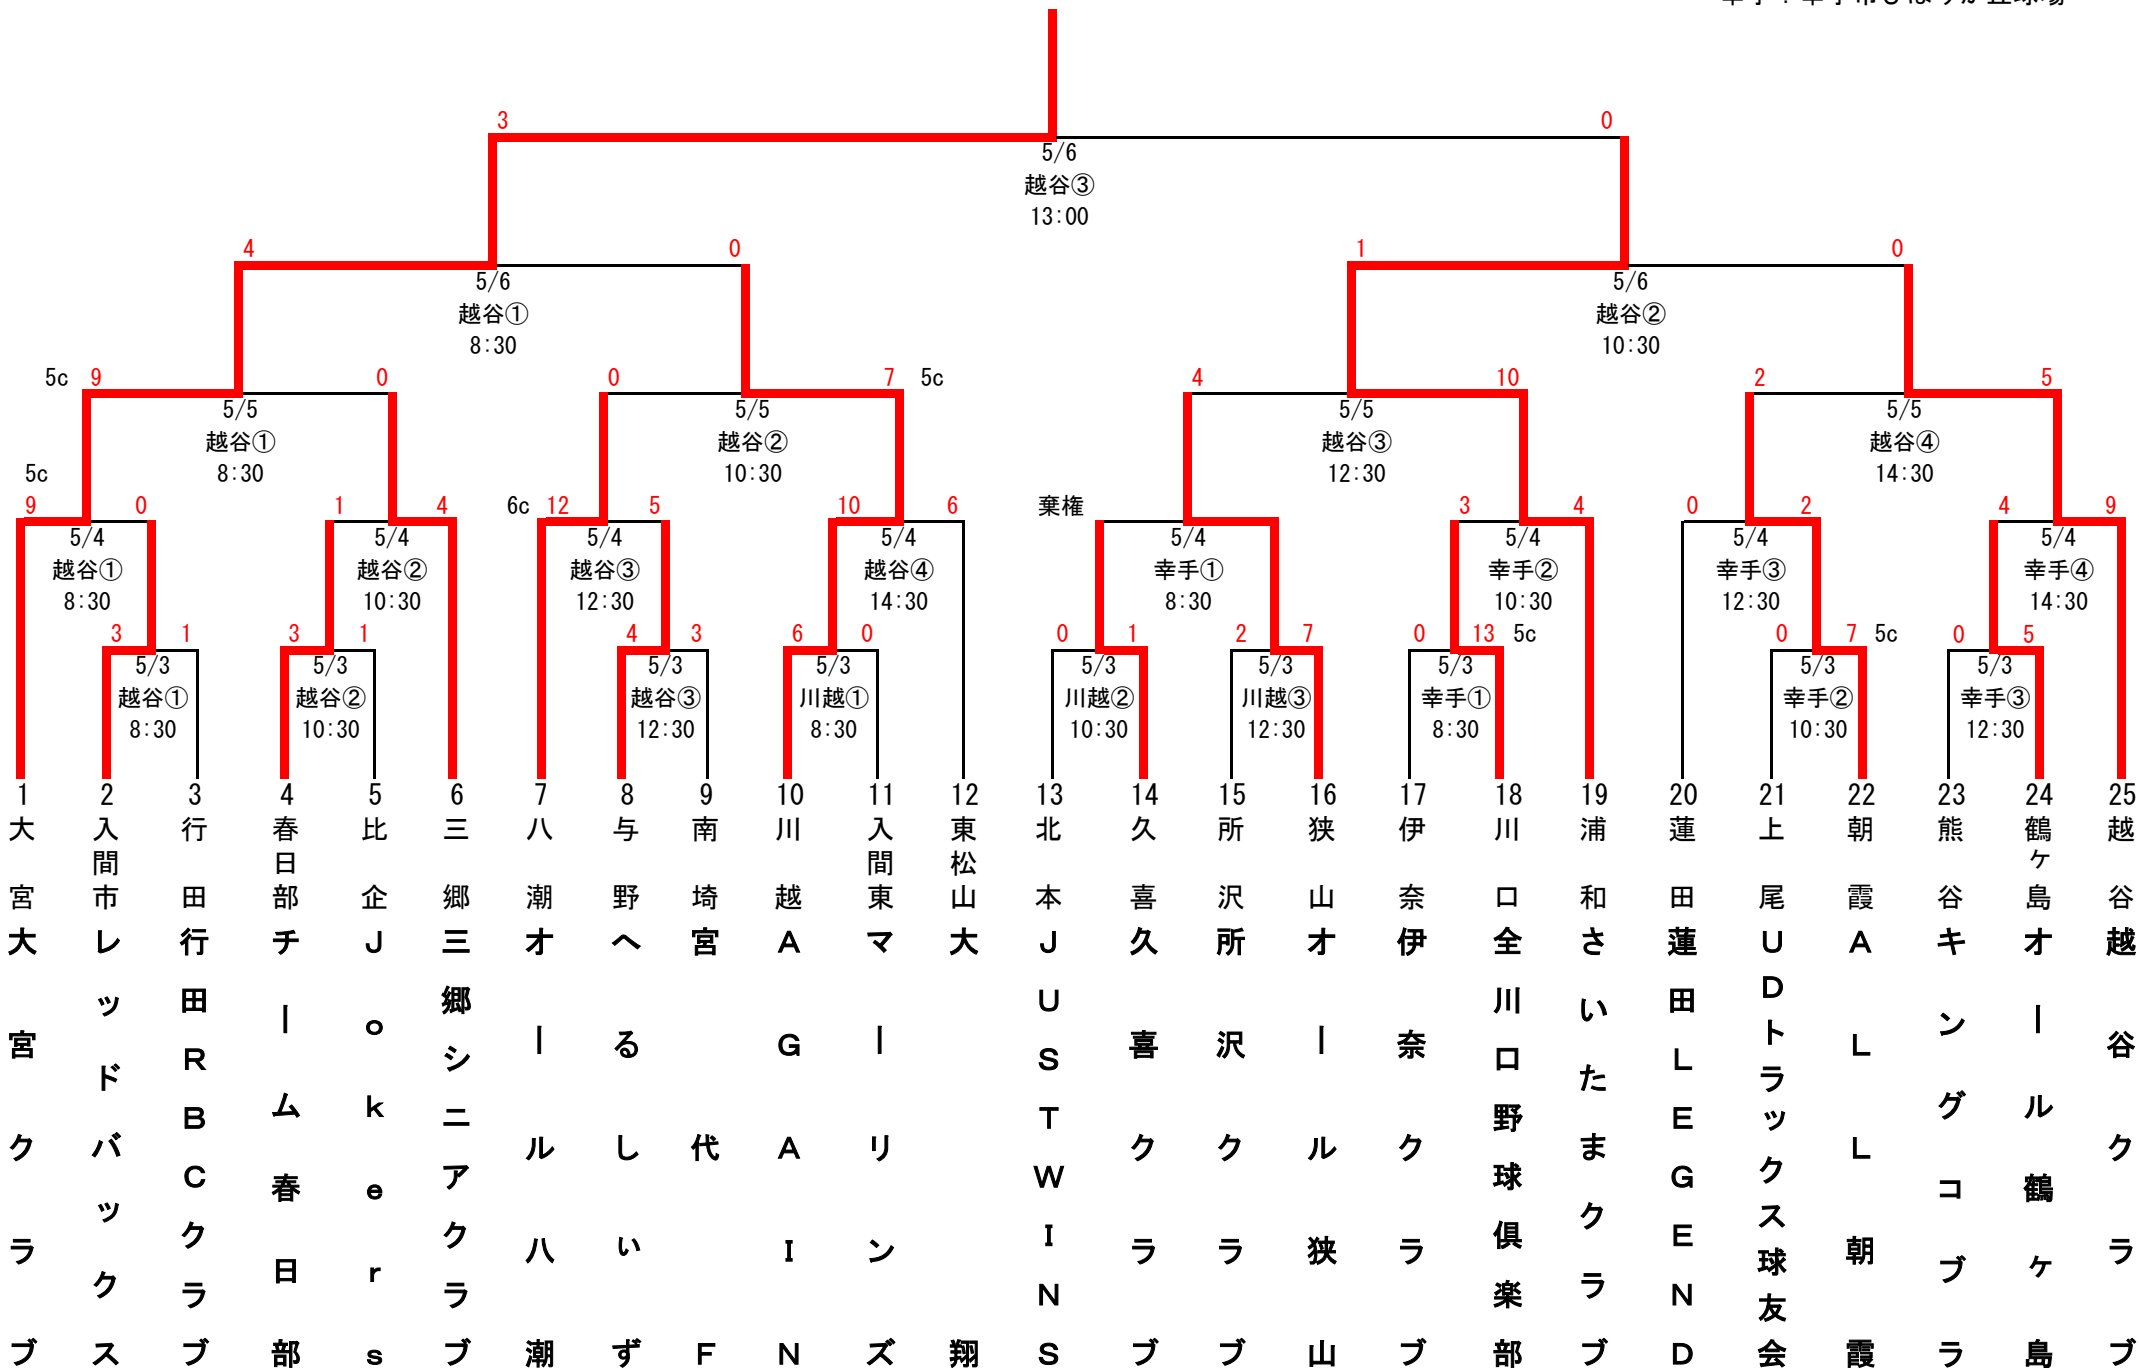 3
0
5/6
越谷③
13:00
4
0
1
0
5/6
越谷①
8:30
5/6
越谷②
10:30
5c 9
0
0
7 5c
4
10
2
5
5/5
越谷①
8:30
5/5
越谷②
10:30
5/5
越谷③
12:30
5/5
越谷④
14:30
5c
9
0
1
4
6c 12
5
10
6
棄権
3
4
0
2
4
9
5/4
越谷①
8:30
5/4
越谷②
10:30
5/4
越谷③
12:30
5/4
越谷④
14:30
5/4
幸手①
8:30
5/4
幸手②
10:30
5/4
幸手③
12:30
5/4
幸手④
14:30
3
1
3
1
4
3
6
0
0
1
2
7
0
13 5c
0
7 5c
0
5
5/3
越谷①
8:30
5/3
越谷②
10:30
5/3
越谷③
12:30
5/3
川越①
8:30
5/3
川越②
10:30
5/3
川越③
12:30
5/3
幸手①
8:30
5/3
幸手②
10:30
5/3
幸手③
12:30
1
大宮
大宮クラブ
2
入間市
レッドバックス
3
行田
行田RBCクラブ
4
春日部
チーム春日部
5
比企
Jokers
6
三郷
三郷シニアクラブ
7
八潮
オール八潮
8
与野
へるしぃず
9
南埼
宮代F
10
川越
AGAIN
11
入間東
マーリンズ
12
東松山
大翔
13
北本
JUSTWINS
14
久喜
久喜クラブ
15
所沢
所沢クラブ
16
狭山
オール狭山
17
伊奈
伊奈クラブ
18
川口
全川口野球倶楽部
19
浦和
さいたまクラブ
20
蓮田
蓮田LEGEND
21
上尾
UDトラックス球友会
22
朝霞
ALL朝霞
23
熊谷
キングコブラ
24
鶴ヶ島
オール鶴ヶ島
25
越谷
越谷クラブ